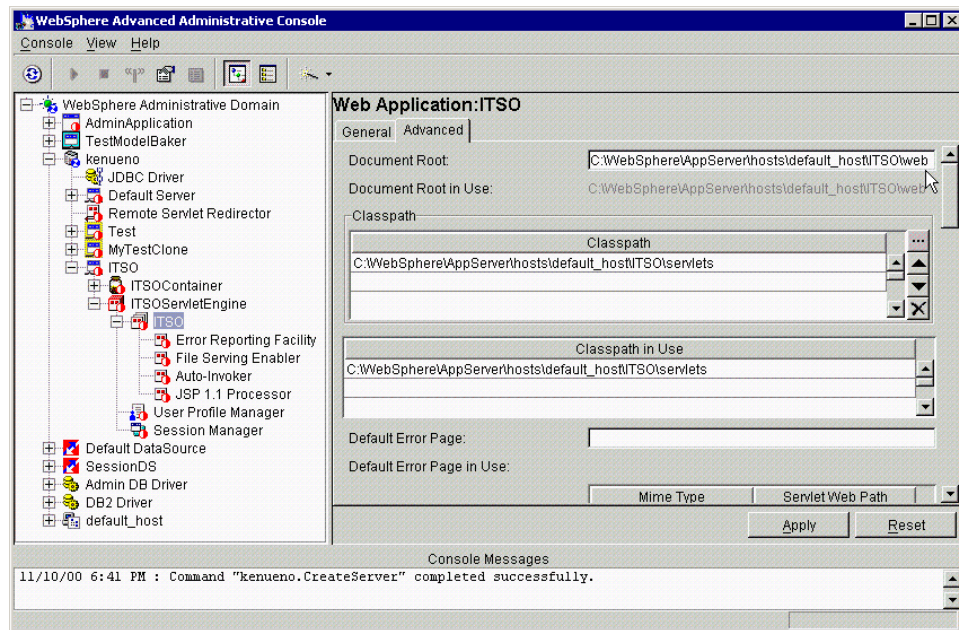 WebSphere Advanced Administrative Console
Console View Help
WebSphere Administrative Domain
AdminApplication
TestModelBaker
kenueno
JDBC Driver
Default Server
Remote Servlet Redirector
Test
MyTestClone
ITSO
ITSOContainer
ITSOServletEngine
ITSO
Error Reporting Facility
File Serving Enabler
Auto-Invoker
JSP 1.1 Processor
User Profile Manager
Session Manager
Default DataSource
SessionDS
Admin DB Driver
DB2 Driver
default_host
Web Application:ITSO
General Advanced
Document Root: C:\WebSphere\AppServer\hosts\default_host\ITSO\web
Document Root in Use: C:\WebSphere\AppServer\hosts\default_host\ITSO\web
Classpath
Classpath
C:\WebSphere\AppServer\hosts\default_host\ITSO\servlets
Classpath in Use
C:\WebSphere\AppServer\hosts\default_host\ITSO\servlets
Default Error Page:
Default Error Page in Use:
Mime Type Servlet Web Path
Apply Reset
Console Messages
11/10/00 6:41 PM : Command "kenueno.CreateServer" completed successfully.